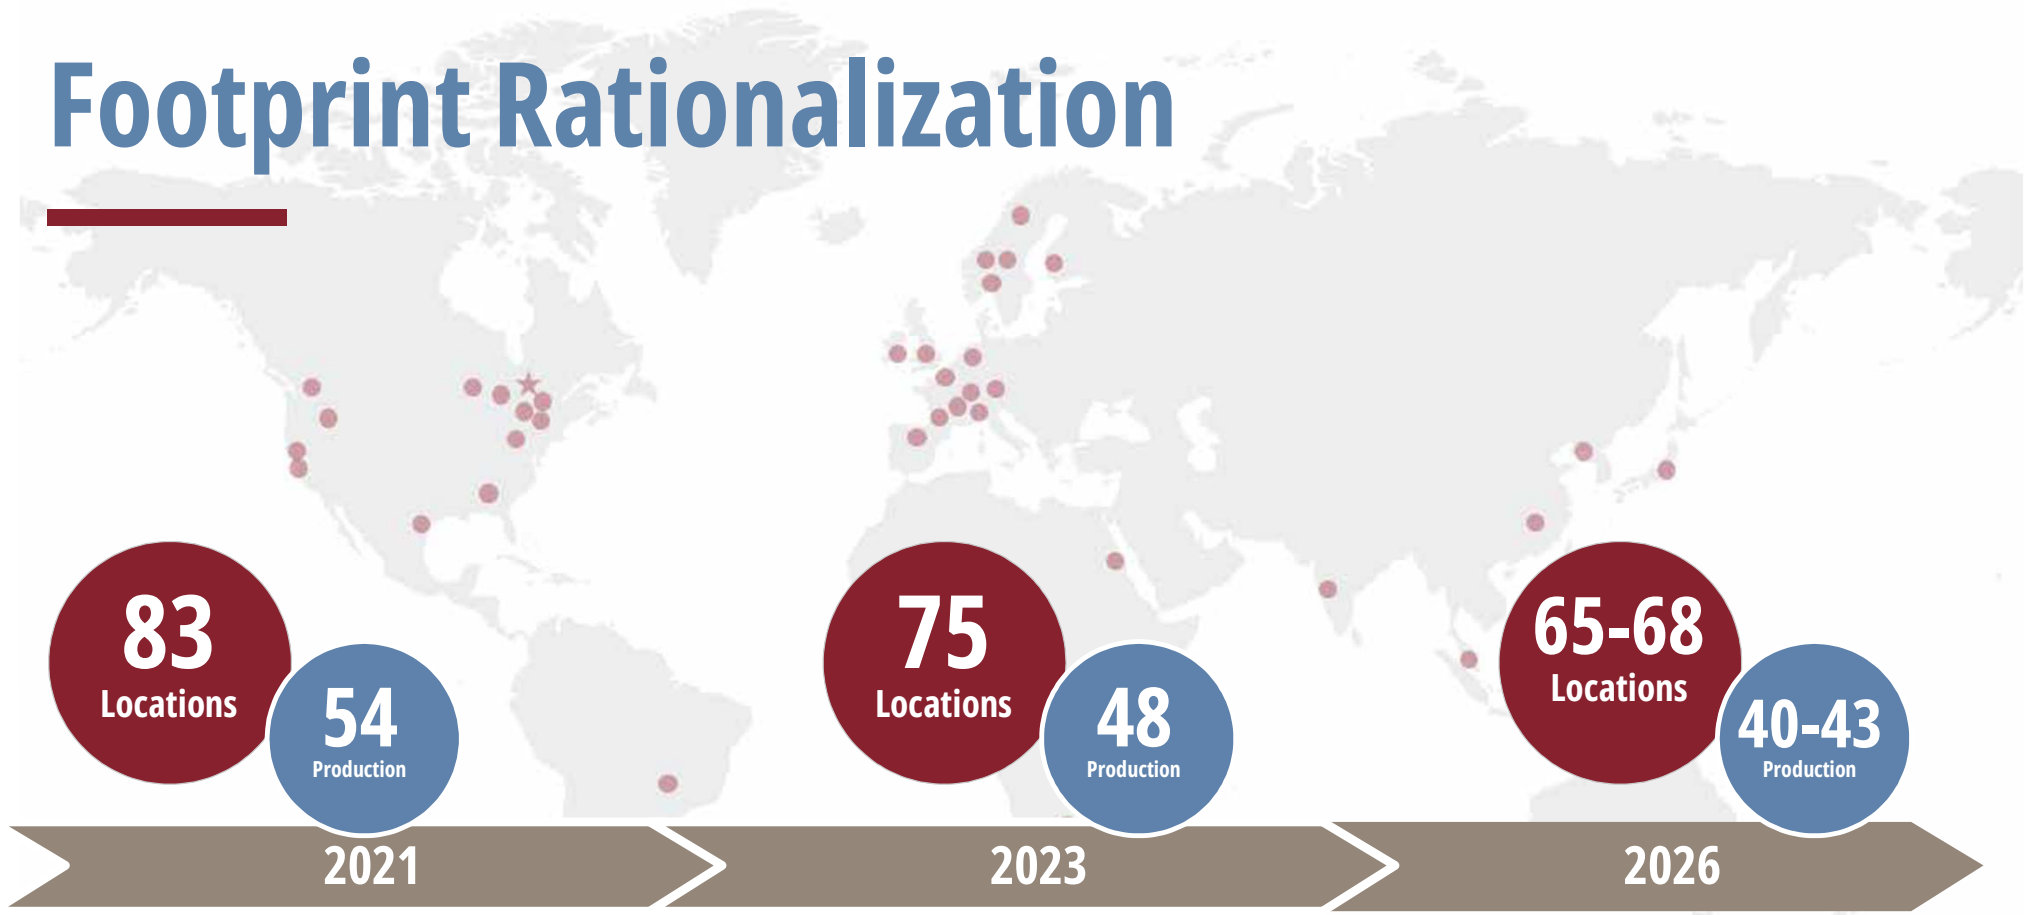 Footprint Rationalization
83
Locations
54
Production
75
Locations
48
Production
65-68
Locations
40-43
Production
2021
2023
2026